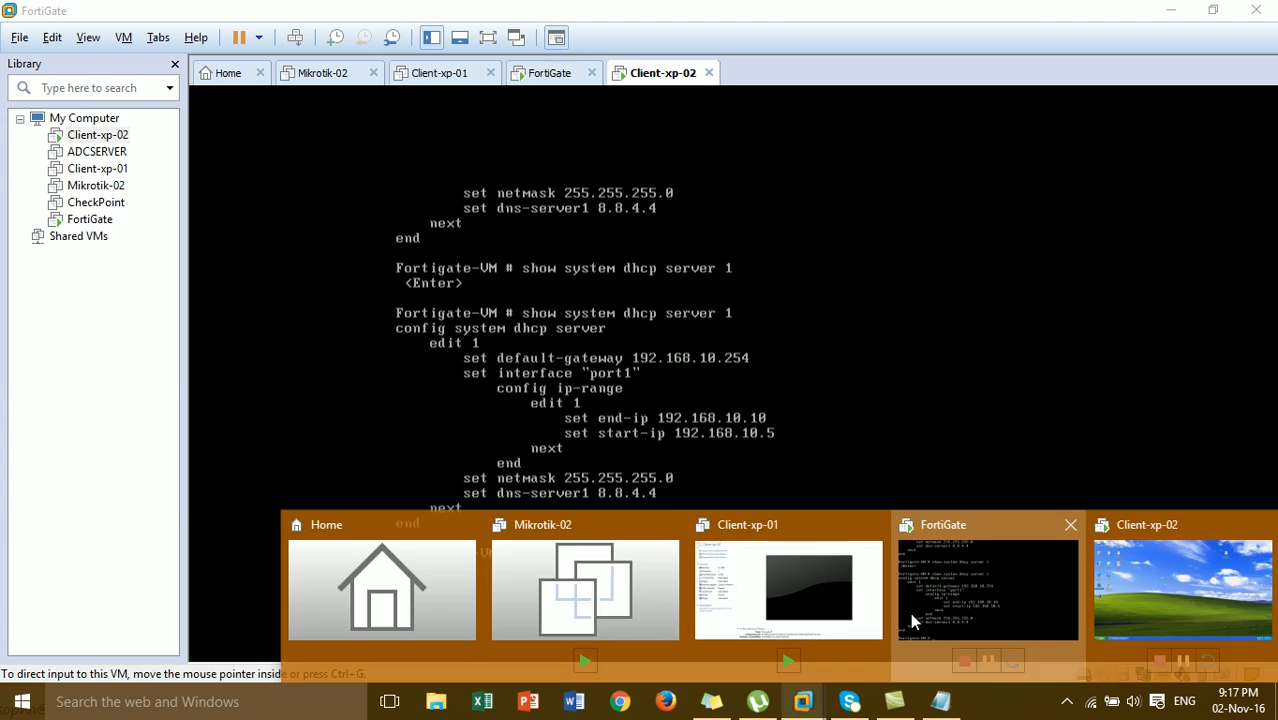 FortiGate
File Edit View VM Tabs Help
Library
Type here to search
My Computer
Client-xp-02
ADCSERVER
Client-xp-01
Mikrotik-02
CheckPoint
FortiGate
Shared VMs
Home Mikrotik-02 Client-xp-01 FortiGate Client-xp-02
set netmask 255.255.255.0
set dns-server1 8.8.4.4
next
end
Fortigate-VM # show system dhcp server 1
<Enter>
Fortigate-VM # show system dhcp server 1
config system dhcp server
edit 1
set default-gateway 192.168.10.254
set interface "port1"
config ip-range
edit 1
set end-ip 192.168.10.10
set start-ip 192.168.10.5
next
end
set netmask 255.255.255.0
set dns-server1 8.8.4.4
next
end
Home Mikrotik-02 Client-xp-01 FortiGate Client-xp-02
To direct input to this VM, move the mouse pointer inside or press Ctrl+G.
Search the web and Windows
ENG
9:17 PM
02-Nov-16